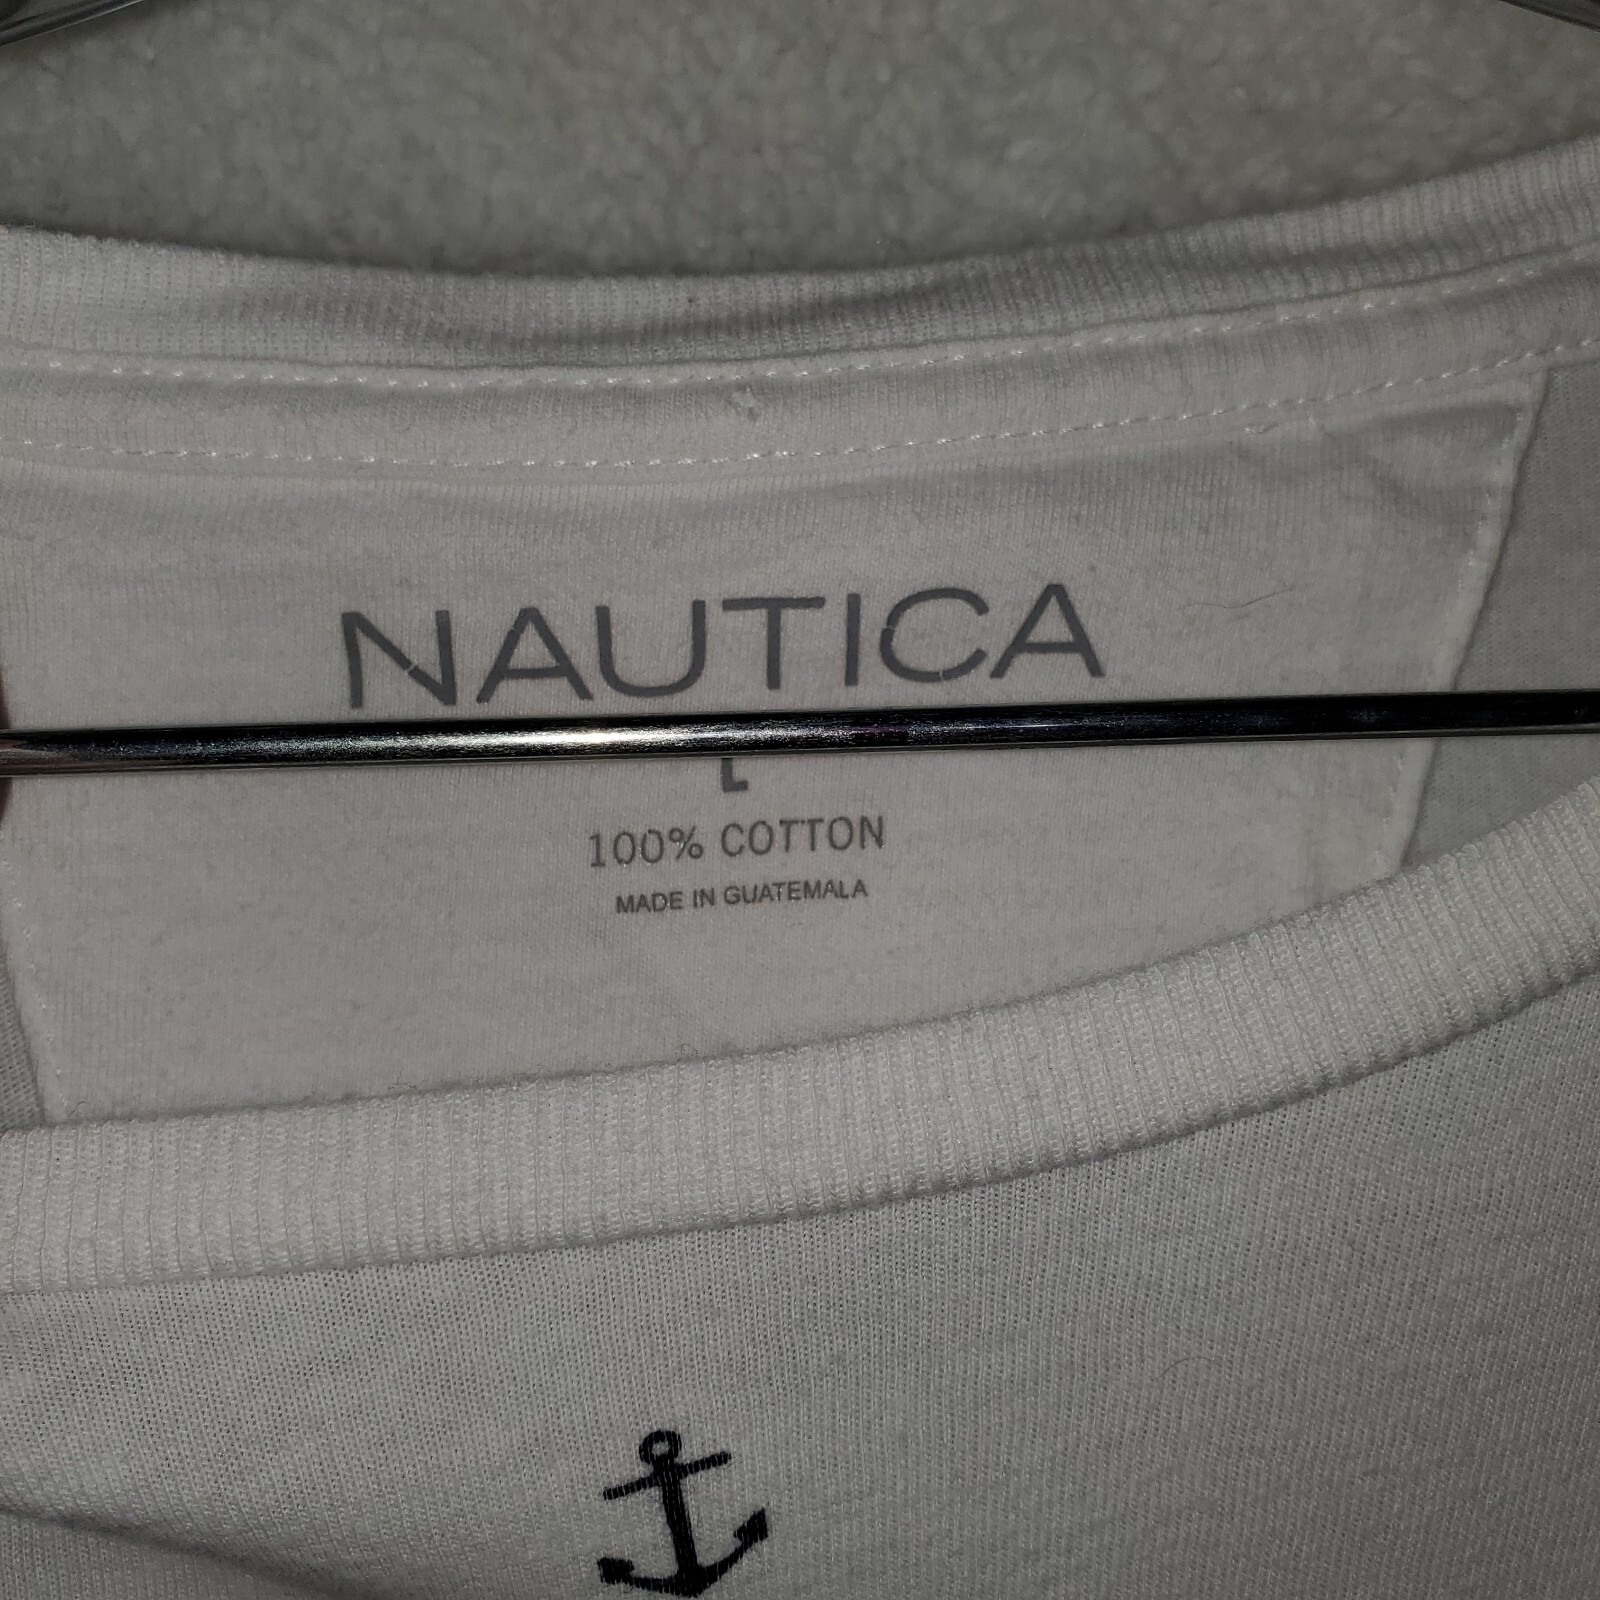 NAUTICA
L
100% COTTON
MADE IN GUATEMALA